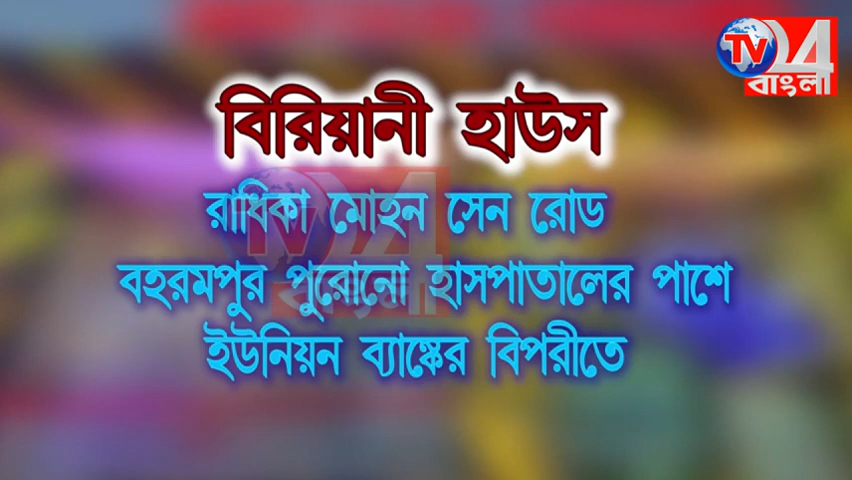 TV 24
বাংলা
বিরিয়ানী হাউস
রাধিকা মোহন সেন রোড
বহরমপুর পুরোনো হাসপাতালের পাশে
ইউনিয়ন ব্যাঙ্কের বিপরীতে